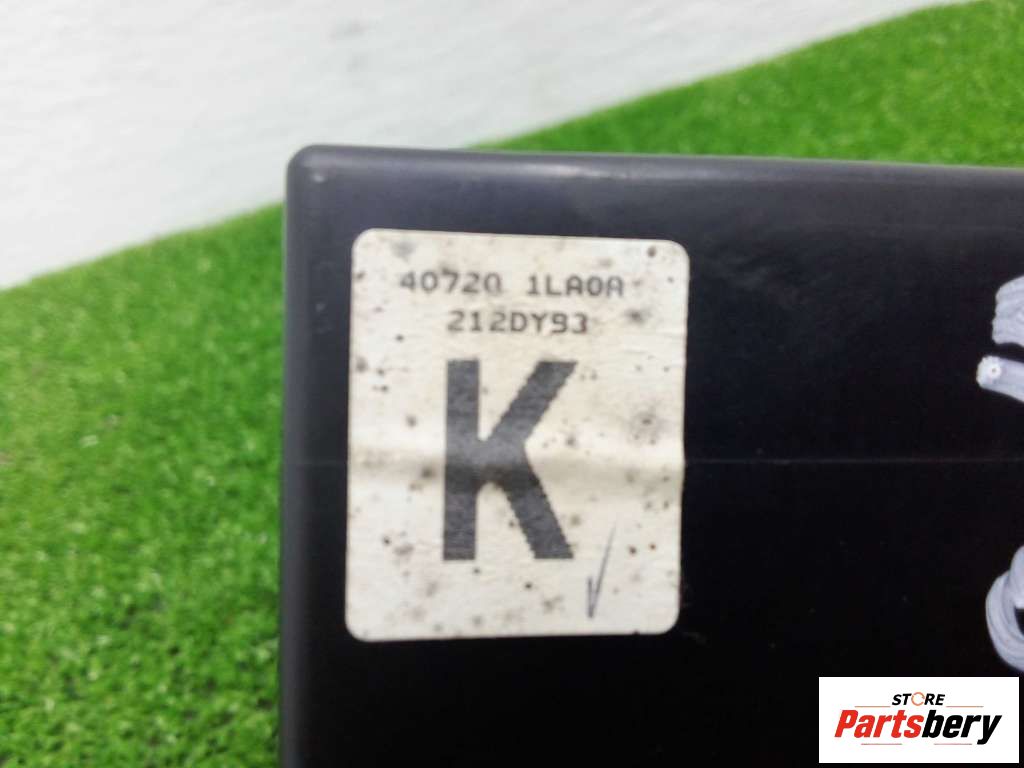 40720 1LA0A
212DY93
K
STORE
Partsbery